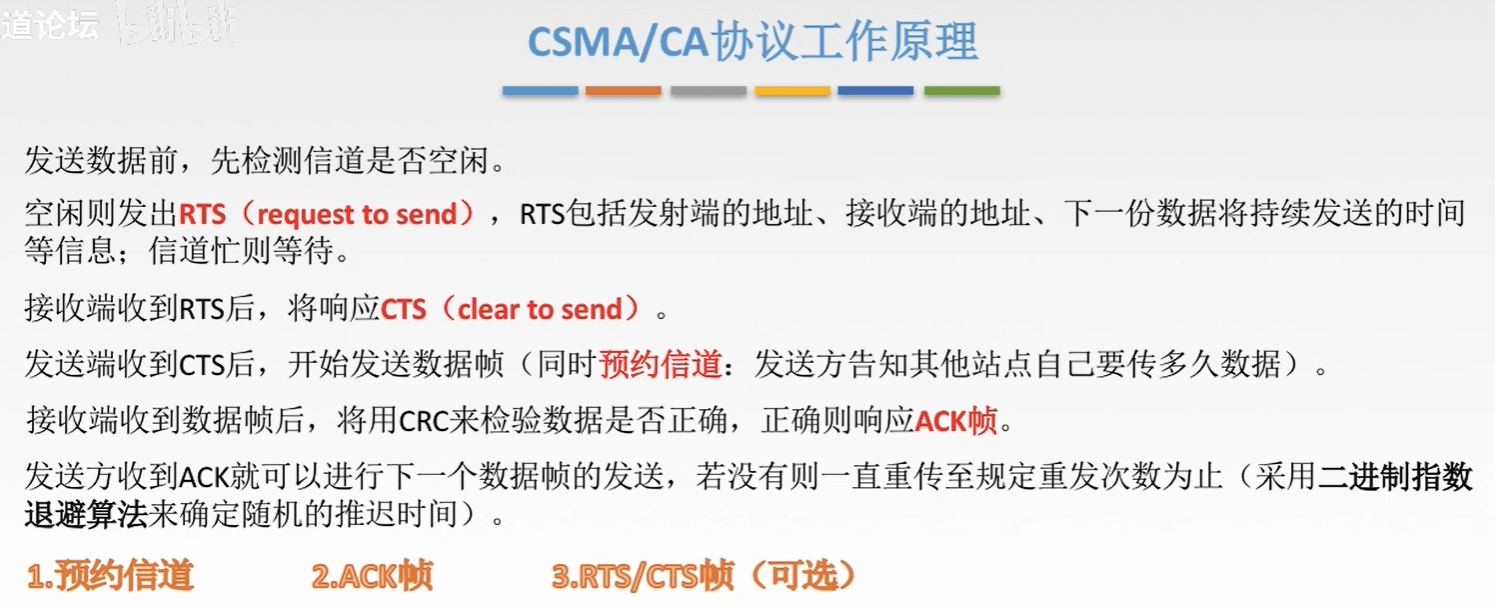 道论坛 bilibili
CSMA/CA协议工作原理
发送数据前，先检测信道是否空闲。
空闲则发出RTS（request to send），RTS包括发射端的地址、接收端的地址、下一份数据将持续发送的时间
等信息；信道忙则等待。
接收端收到RTS后，将响应CTS（clear to send）。
发送端收到CTS后，开始发送数据帧（同时预约信道：发送方告知其他站点自己要传多久数据）。
接收端收到数据帧后，将用CRC来检验数据是否正确，正确则响应ACK帧。
发送方收到ACK就可以进行下一个数据帧的发送，若没有则一直重传至规定重发次数为止（采用二进制指数
退避算法来确定随机的推迟时间）。
1.预约信道 2.ACK帧 3.RTS/CTS帧（可选）